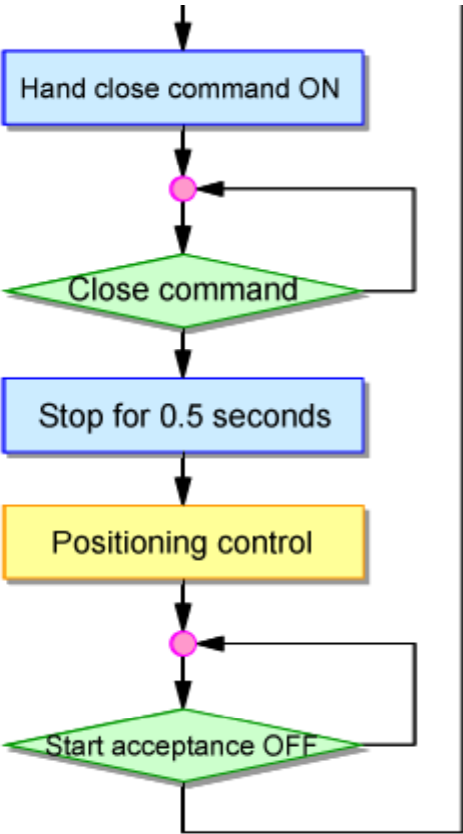 Hand close command ON
Close command
Stop for 0.5 seconds
Positioning control
Start acceptance OFF